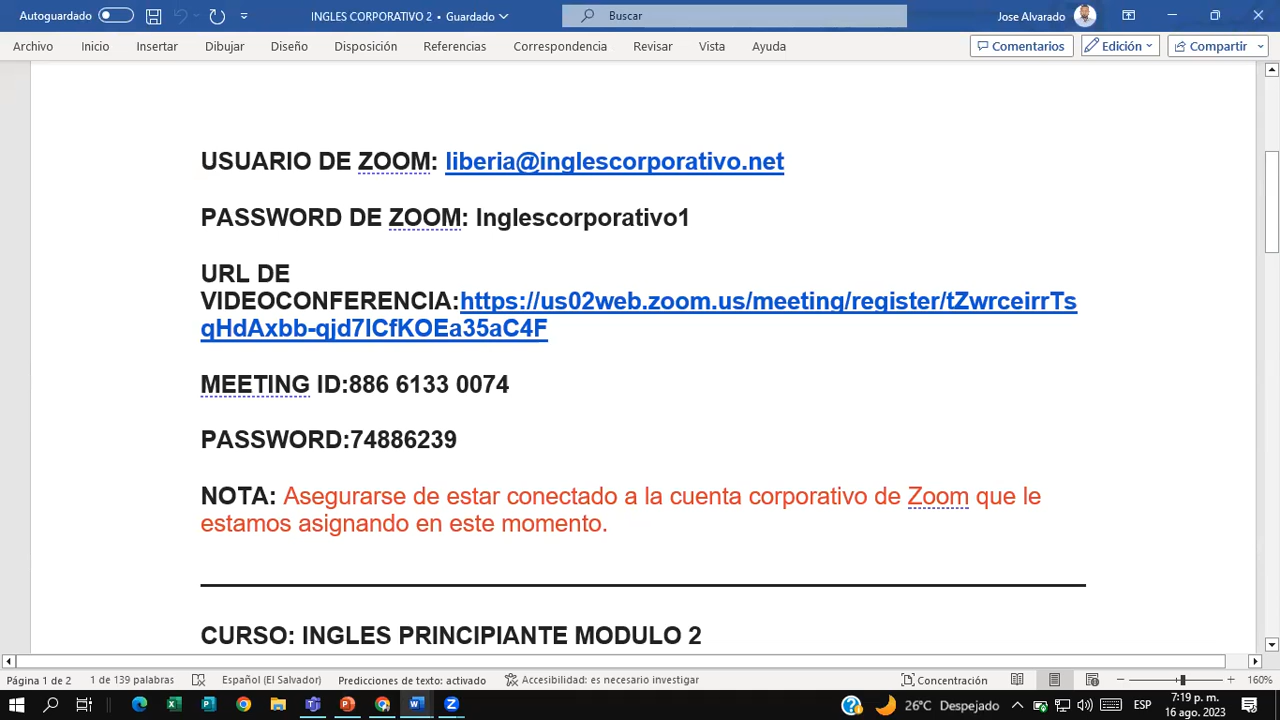 Autoguardado
INGLES CORPORATIVO 2 • Guardado
Buscar
Jose Alvarado
Archivo Inicio Insertar Dibujar Diseño Disposición Referencias Correspondencia Revisar Vista Ayuda
Comentarios Edición Compartir
USUARIO DE ZOOM: liberia@inglescorporativo.net
PASSWORD DE ZOOM: Inglescorporativo1
URL DE
VIDEOCONFERENCIA:https://us02web.zoom.us/meeting/register/tZwrceirrTs
qHdAxbb-qjd7lCfKOEa35aC4F
MEETING ID:886 6133 0074
PASSWORD:74886239
NOTA: Asegurarse de estar conectado a la cuenta corporativo de Zoom que le
estamos asignando en este momento.
CURSO: INGLES PRINCIPIANTE MODULO 2
Página 1 de 2 1 de 139 palabras Español (El Salvador) Predicciones de texto: activado Accesibilidad: es necesario investigar Concentración 160%
26°C Despejado ESP 7:19 p. m.
16 ago. 2023